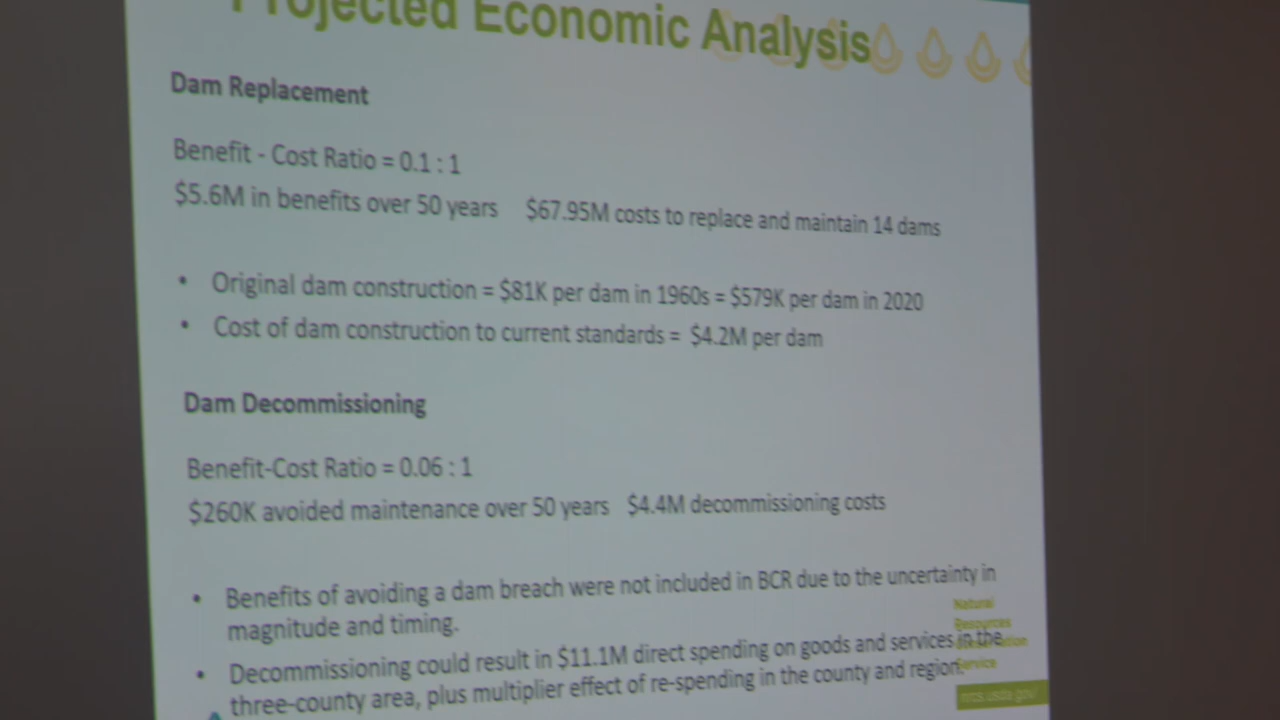 Projected Economic Analysis
Dam Replacement
Benefit - Cost Ratio = 0.1 : 1
$5.6M in benefits over 50 years $67.95M costs to replace and maintain 14 dams
• Original dam construction = $81K per dam in 1960s = $579K per dam in 2020
• Cost of dam construction to current standards = $4.2M per dam
Dam Decommissioning
Benefit-Cost Ratio = 0.06 : 1
$260K avoided maintenance over 50 years $4.4M decommissioning costs
• Benefits of avoiding a dam breach were not included in BCR due to the uncertainty in
magnitude and timing.
• Decommissioning could result in $11.1M direct spending on goods and services in the
three-county area, plus multiplier effect of re-spending in the county and region.
Natural
Resources
Service
nrcs.usda.gov/